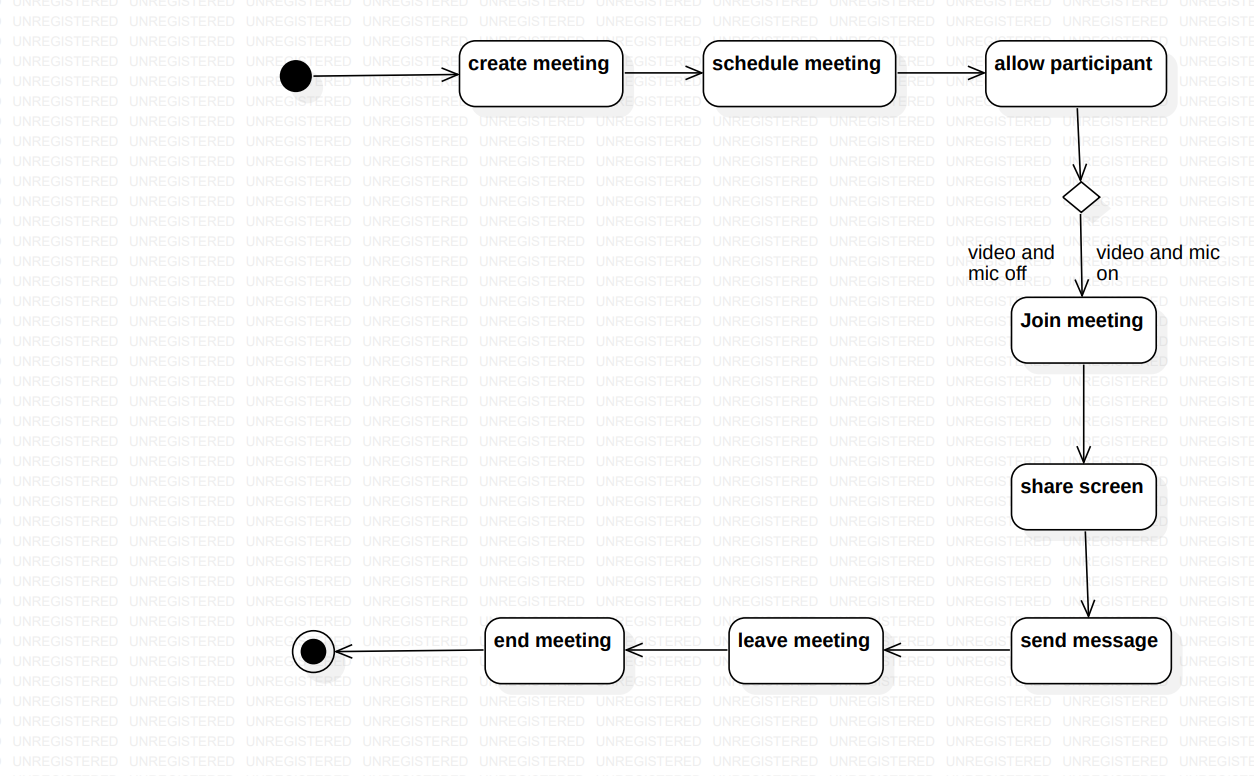 create meeting
schedule meeting
allow participant
video and
mic off
video and mic
on
Join meeting
share screen
send message
leave meeting
end meeting
UNREGISTERED